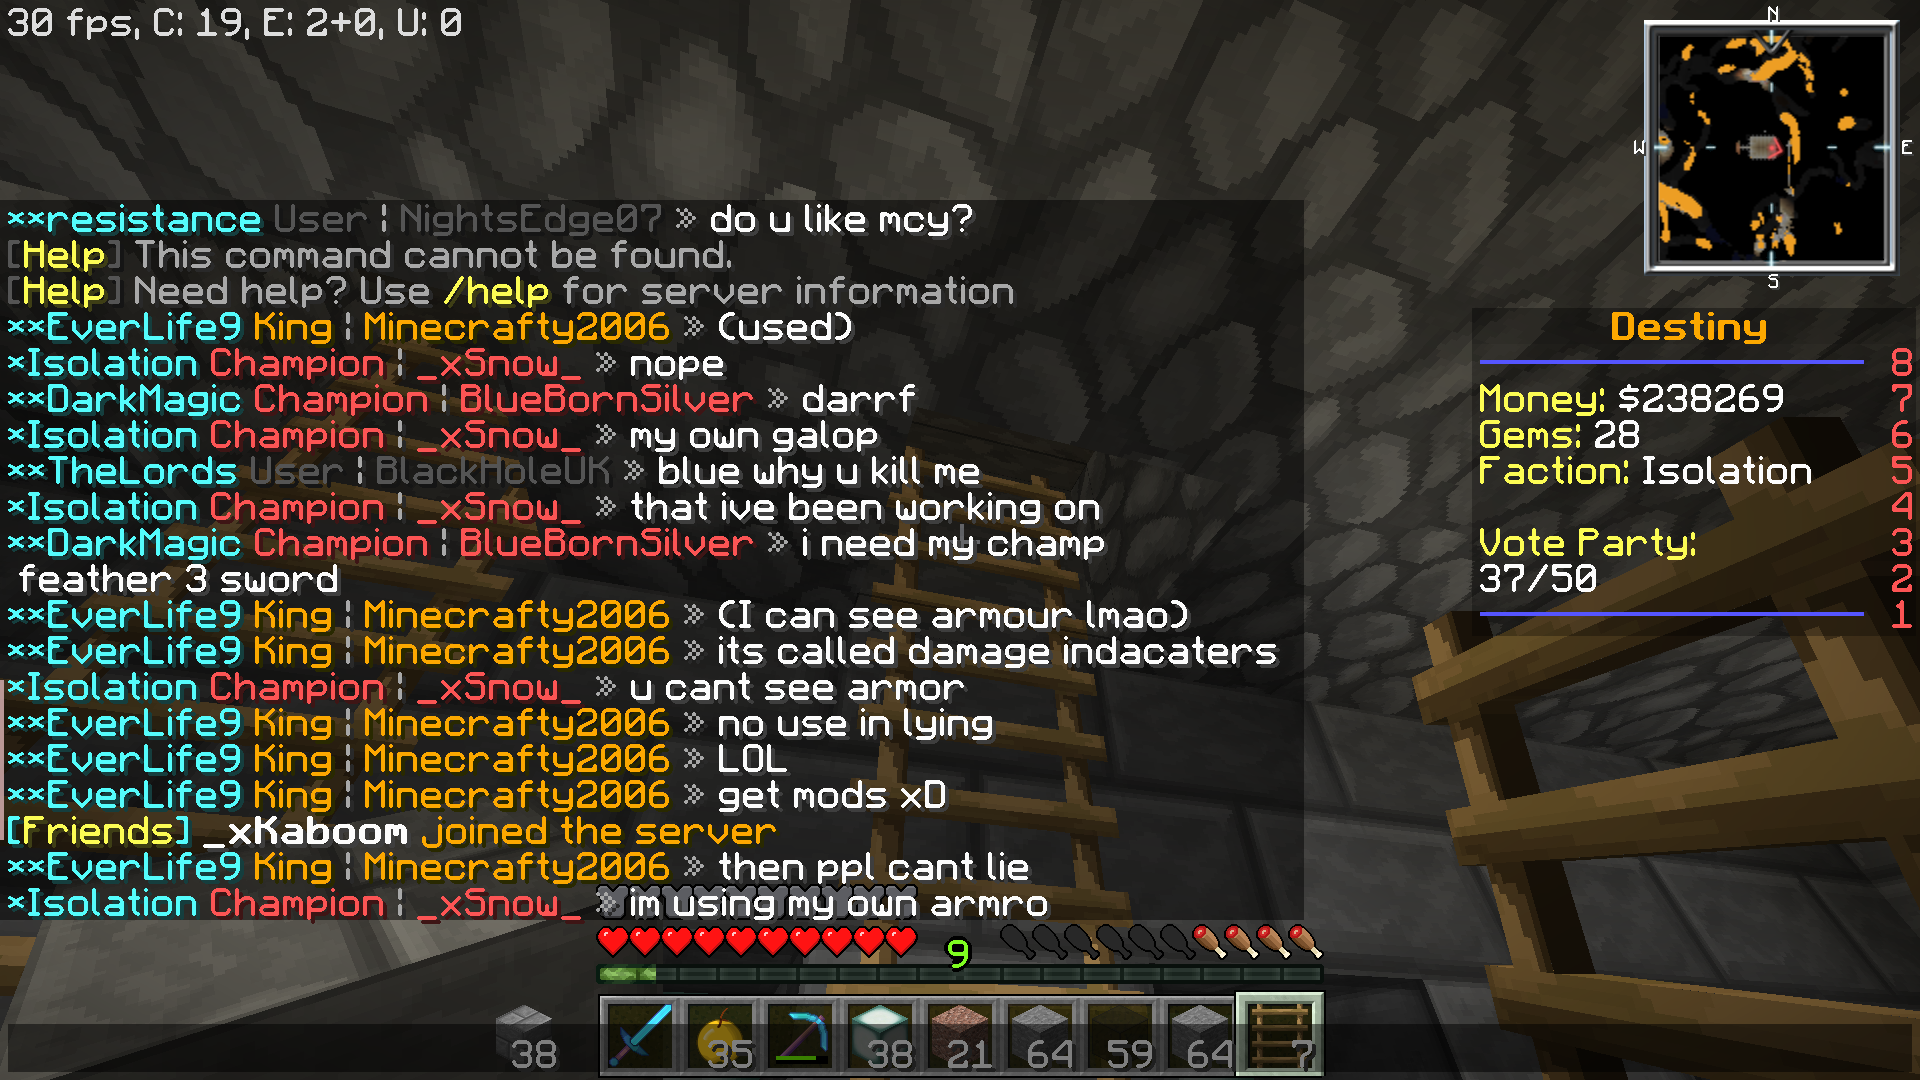 30 fps, C: 19, E: 2+0, U: 0
N
W
E
S
**resistance User ¦ NightsEdge07 » do u like mcy?
[Help] This command cannot be found.
[Help] Need help? Use /help for server information
**EverLife9 King ¦ Minecrafty2006 » (used)
*Isolation Champion ¦ _xSnow_ » nope
**DarkMagic Champion ¦ BlueBornSilver » darrf
*Isolation Champion ¦ _xSnow_ » my own galop
**TheLords User ¦ BlackHoleUK » blue why u kill me
*Isolation Champion ¦ _xSnow_ » that ive been working on
**DarkMagic Champion ¦ BlueBornSilver » i need my champ
feather 3 sword
**EverLife9 King ¦ Minecrafty2006 » (I can see armour lmao)
**EverLife9 King ¦ Minecrafty2006 » its called damage indacaters
*Isolation Champion ¦ _xSnow_ » u cant see armor
**EverLife9 King ¦ Minecrafty2006 » no use in lying
**EverLife9 King ¦ Minecrafty2006 » LOL
**EverLife9 King ¦ Minecrafty2006 » get mods xD
[Friends] _xKaboom joined the server
**EverLife9 King ¦ Minecrafty2006 » then ppl cant lie
*Isolation Champion ¦ _xSnow_ » im using my own armro
Destiny
8
Money: $238269 7
Gems: 28 6
Faction: Isolation 5
4
Vote Party: 3
37/50 2
1
9
38 35 38 21 64 59 64 7